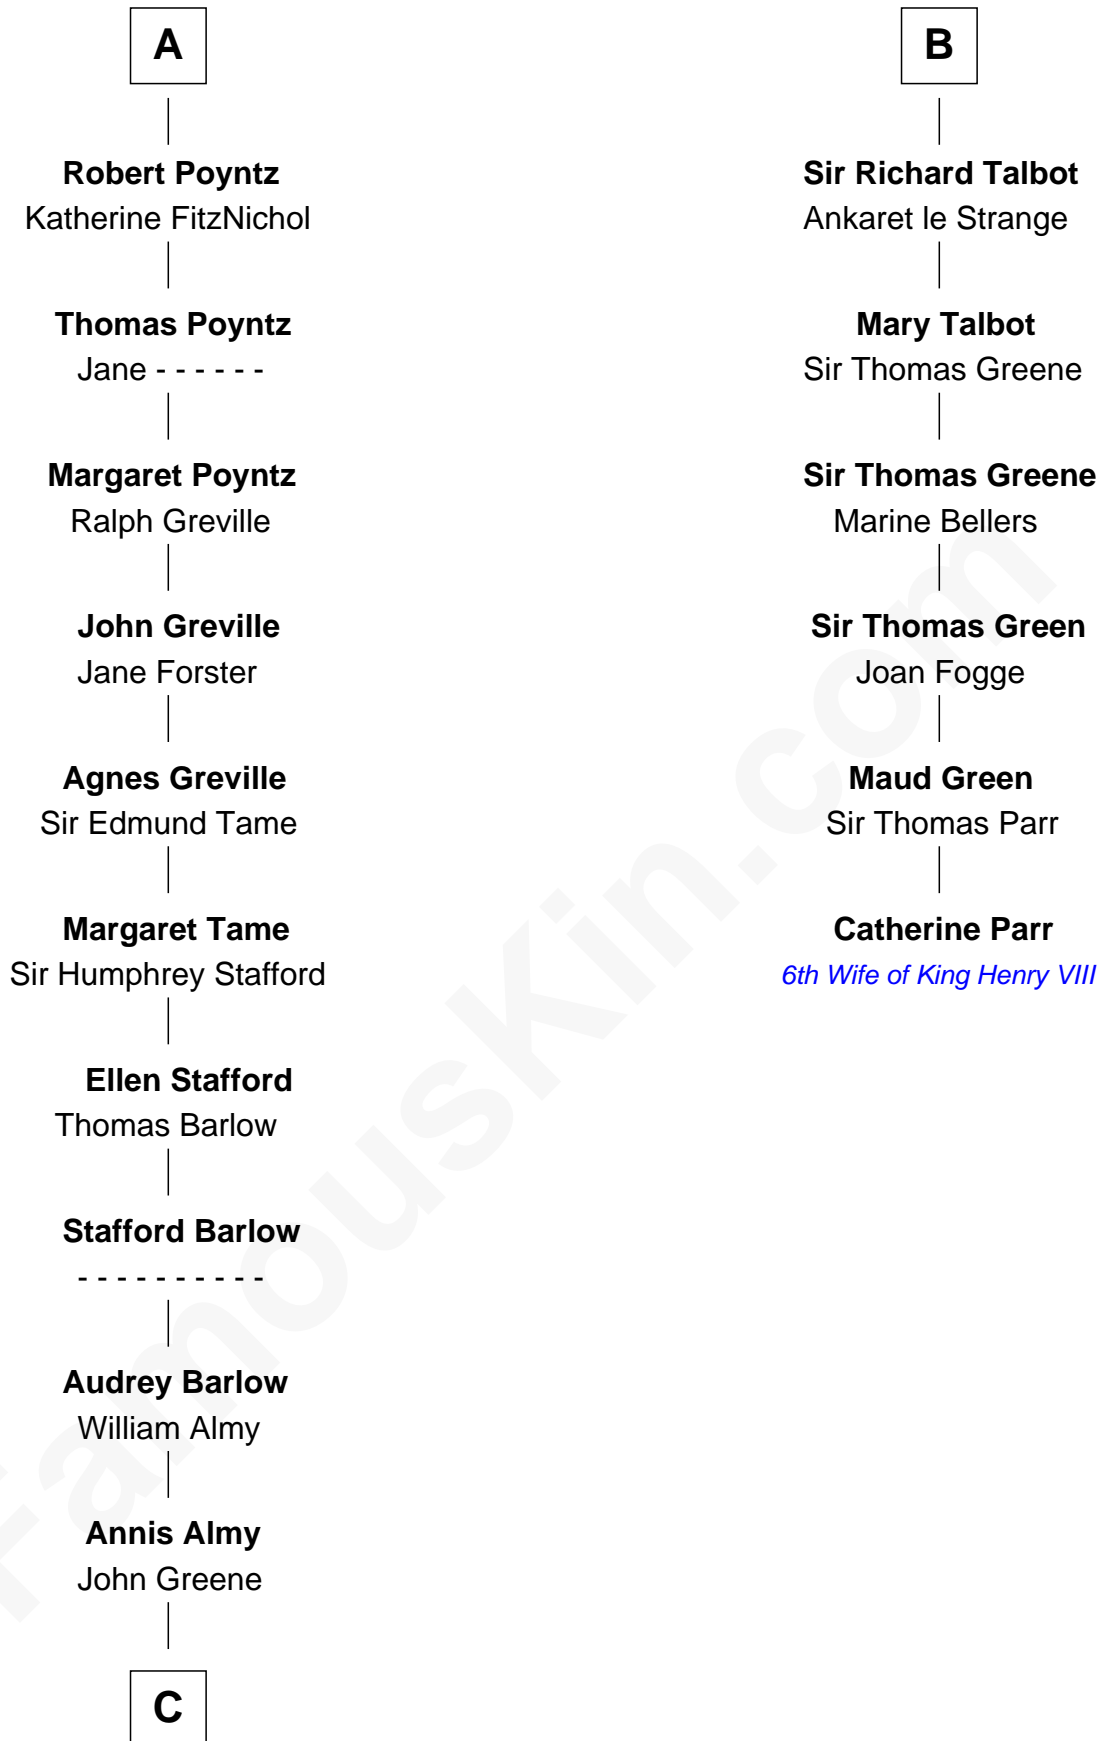 A
Robert Poyntz
Katherine FitzNichol
Thomas Poyntz
Jane - - - - - -
Margaret Poyntz
Ralph Greville
John Greville
Jane Forster
Agnes Greville
Sir Edmund Tame
Margaret Tame
Sir Humphrey Stafford
Ellen Stafford
Thomas Barlow
Stafford Barlow
- - - - - - - - - -
Audrey Barlow
William Almy
Annis Almy
John Greene
C
B
Sir Richard Talbot
Ankaret le Strange
Mary Talbot
Sir Thomas Greene
Sir Thomas Greene
Marine Bellers
Sir Thomas Green
Joan Fogge
Maud Green
Sir Thomas Parr
Catherine Parr
6th Wife of King Henry VIII
FamousKin.com